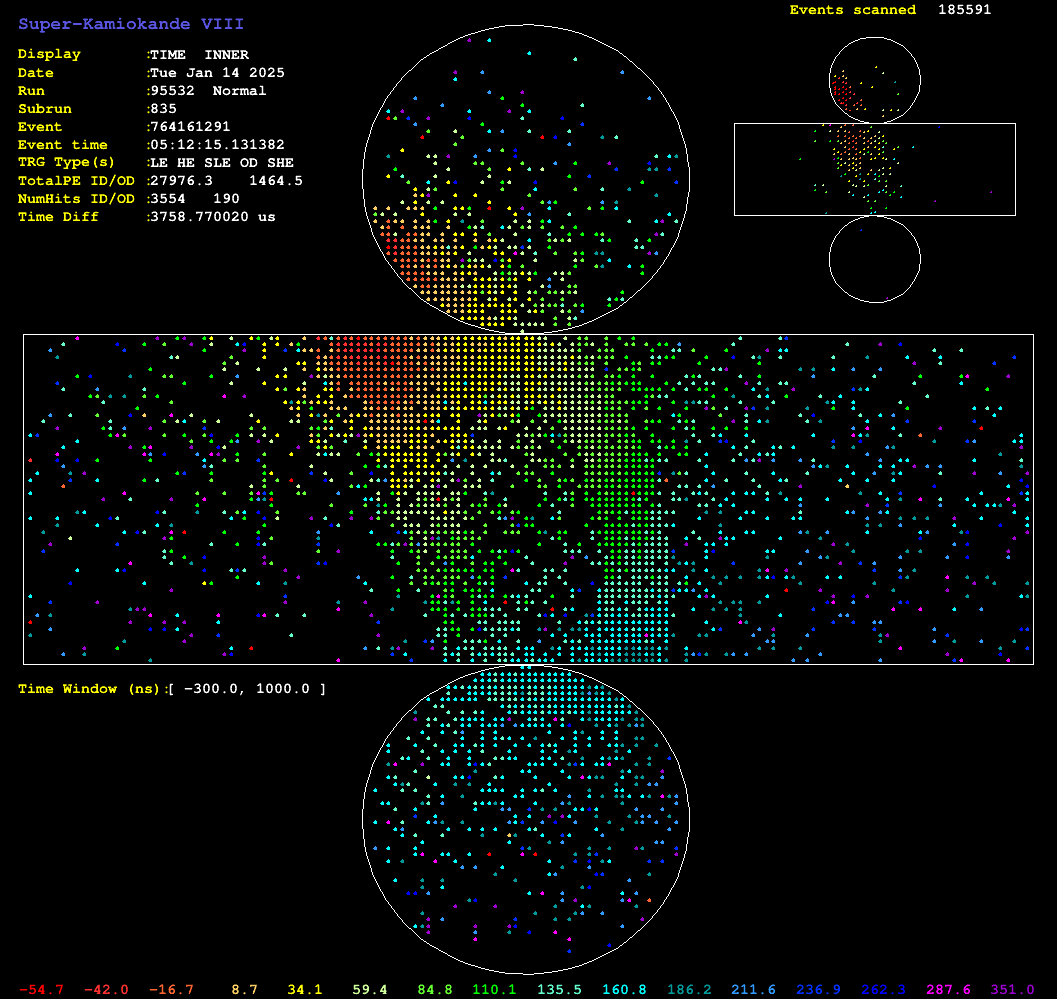 Super-Kamiokande VIII
Events scanned 185591
Display :TIME INNER
Date :Tue Jan 14 2025
Run :95532 Normal
Subrun :835
Event :764161291
Event time :05:12:15.131382
TRG Type(s) :LE HE SLE OD SHE
TotalPE ID/OD :27976.3 1464.5
NumHits ID/OD :3554 190
Time Diff :3758.770020 us
Time Window (ns):[ -300.0, 1000.0 ]
-54.7 -42.0 -16.7 8.7 34.1 59.4 84.8 110.1 135.5 160.8 186.2 211.6 236.9 262.3 287.6 351.0